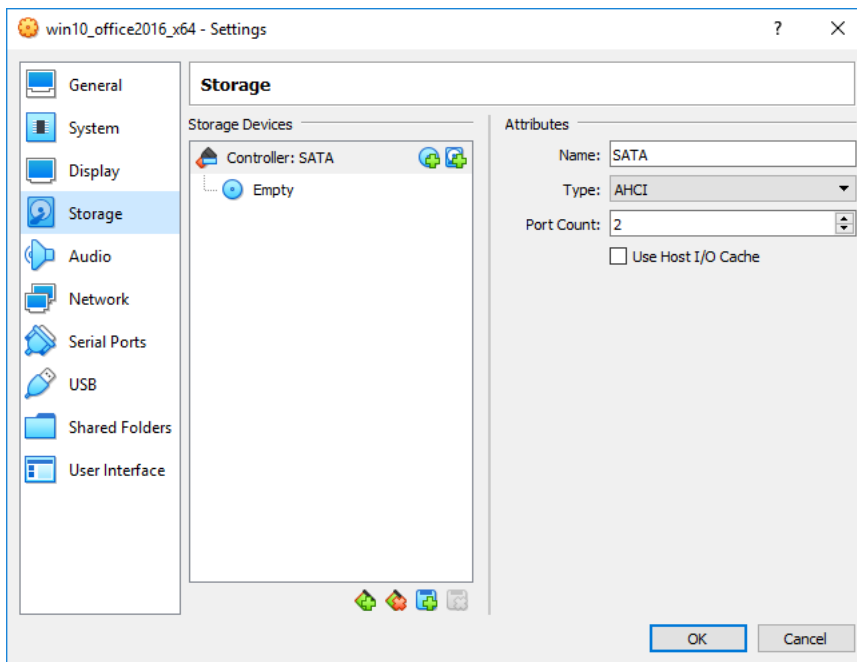 win10_office2016_x64 - Settings
?
General
System
Display
Storage
Audio
Network
Serial Ports
USB
Shared Folders
User Interface
Storage
Storage Devices
Controller: SATA
Empty
Attributes
Name: SATA
Type: AHCI
Port Count: 2
Use Host I/O Cache
OK
Cancel